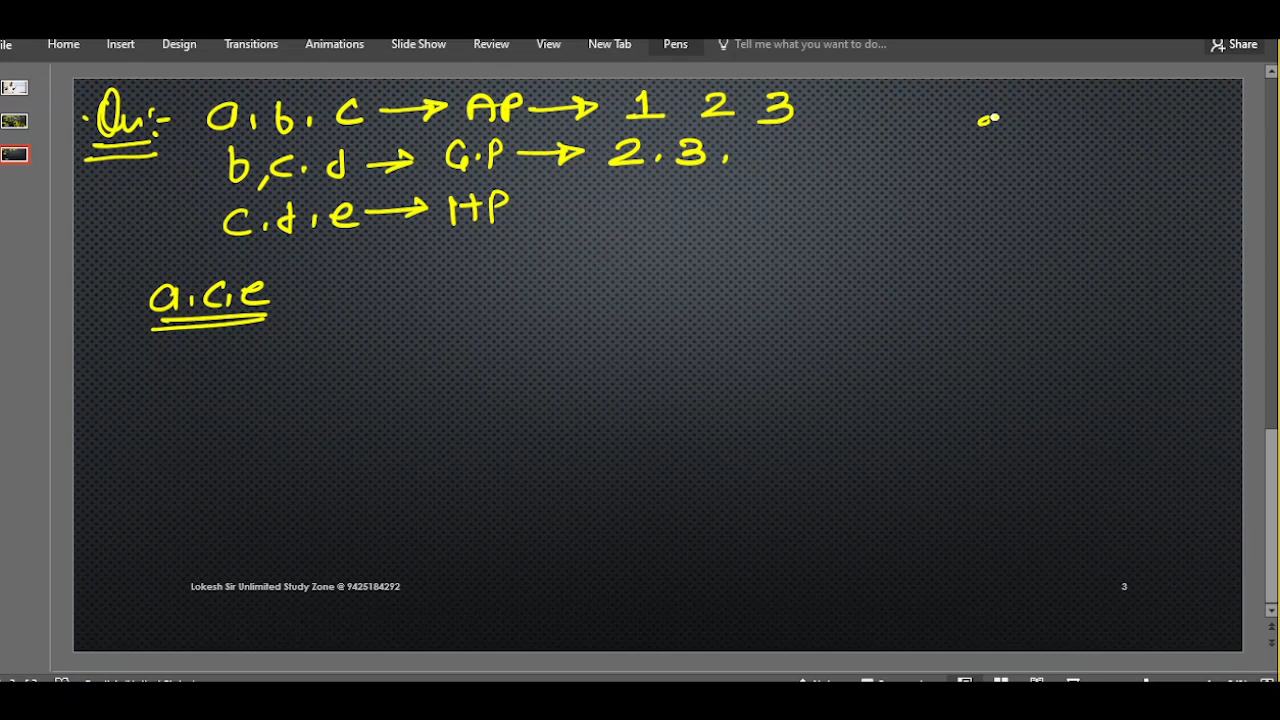 ile Home Insert Design Transitions Animations Slide Show Review View New Tab Pens Tell me what you want to do... Share
Qu:- a, b, c → AP → 1 2 3
b, c. d → G.P → 2. 3.
c. d, e → HP
a, c, e
Lokesh Sir Unlimited Study Zone @ 9425184292
3